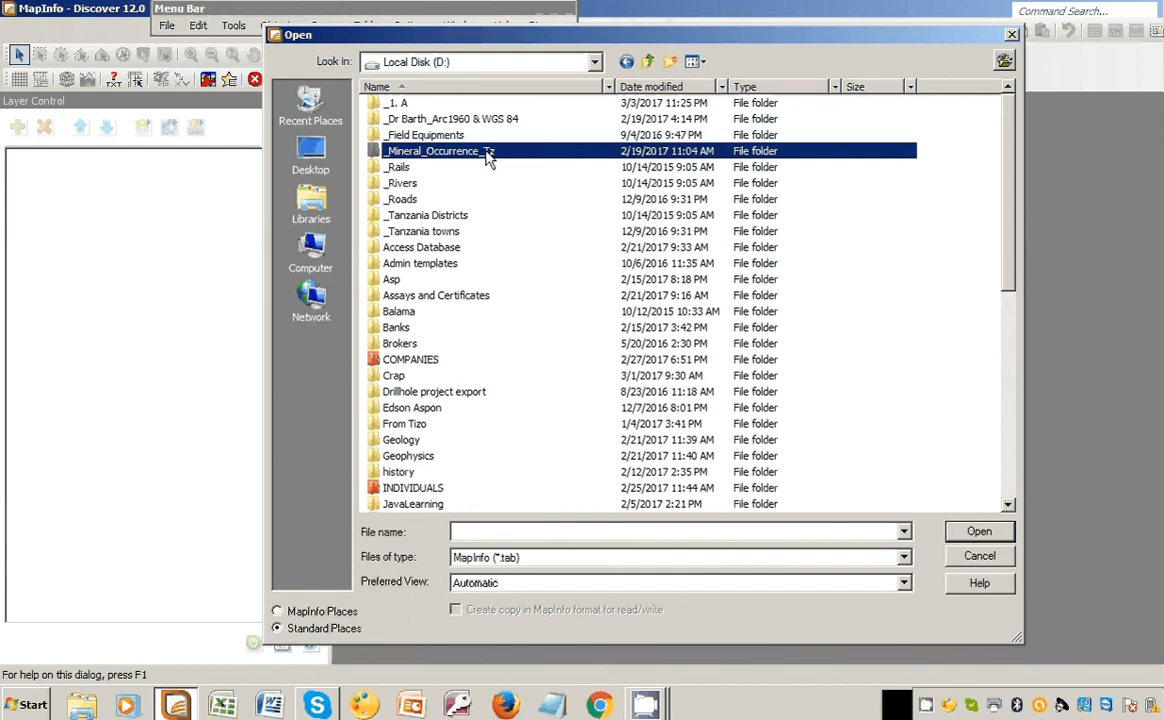 MapInfo - Discover 12.0
Menu Bar
Command Search...
File Edit Tools
Open
Look in: Local Disk (D:)
Layer Control
Name Date modified Type Size
_1. A 3/3/2017 11:25 PM File folder
_Dr Barth_Arc1960 & WGS 84 2/19/2017 4:14 PM File folder
_Field Equipments 9/4/2016 9:47 PM File folder
_Mineral_Occurrence_Tz 2/19/2017 11:04 AM File folder
_Rails 10/14/2015 9:05 AM File folder
_Rivers 10/14/2015 9:05 AM File folder
_Roads 12/9/2016 9:31 PM File folder
_Tanzania Districts 10/14/2015 9:05 AM File folder
_Tanzania towns 12/9/2016 9:31 PM File folder
Access Database 2/21/2017 9:33 AM File folder
Admin templates 10/6/2016 11:35 AM File folder
Asp 2/15/2017 8:18 PM File folder
Assays and Certificates 2/21/2017 9:16 AM File folder
Balama 10/12/2015 10:33 AM File folder
Banks 2/15/2017 3:42 PM File folder
Brokers 5/20/2016 2:30 PM File folder
COMPANIES 2/27/2017 6:51 PM File folder
Crap 3/1/2017 9:30 AM File folder
Drillhole project export 8/23/2016 11:18 AM File folder
Edson Aspon 12/7/2016 8:01 PM File folder
From Tizo 1/4/2017 3:41 PM File folder
Geology 2/21/2017 11:39 AM File folder
Geophysics 2/21/2017 11:40 AM File folder
history 2/12/2017 2:35 PM File folder
INDIVIDUALS 2/25/2017 11:44 AM File folder
JavaLearning 2/5/2017 2:21 PM File folder
Recent Places
Desktop
Libraries
Computer
Network
File name:
Open
Files of type: MapInfo (*.tab)
Cancel
Preferred View: Automatic
Help
MapInfo Places
Create copy in MapInfo format for read/write
Standard Places
For help on this dialog, press F1
Start